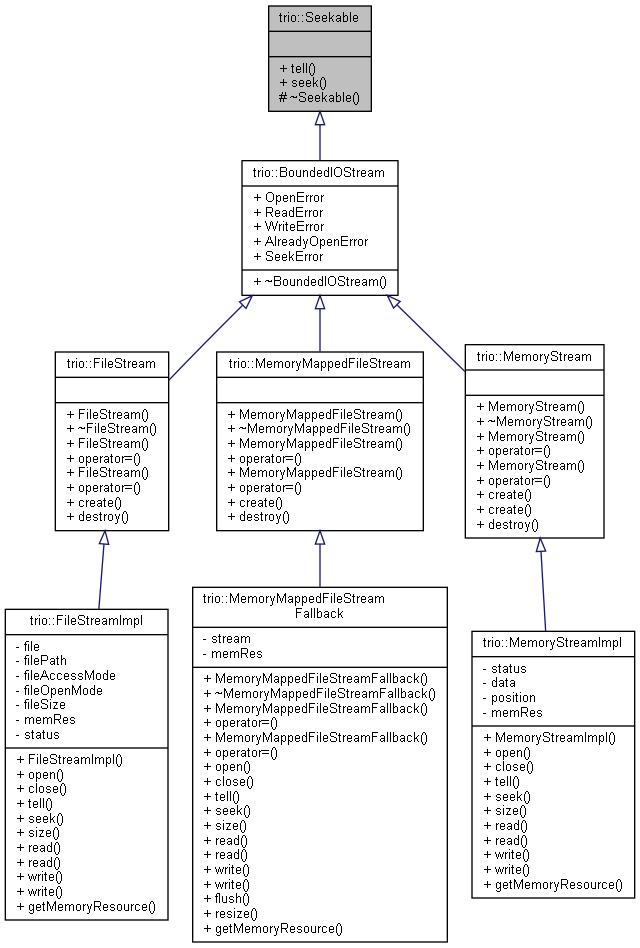 trio::Seekable
+ tell()
+ seek()
# ~Seekable()
trio::BoundedIOStream
+ OpenError
+ ReadError
+ WriteError
+ AlreadyOpenError
+ SeekError
+ ~BoundedIOStream()
trio::FileStream
+ FileStream()
+ ~FileStream()
+ FileStream()
+ operator=()
+ FileStream()
+ operator=()
+ create()
+ destroy()
trio::MemoryMappedFileStream
+ MemoryMappedFileStream()
+ ~MemoryMappedFileStream()
+ MemoryMappedFileStream()
+ operator=()
+ MemoryMappedFileStream()
+ operator=()
+ create()
+ destroy()
trio::MemoryStream
+ MemoryStream()
+ ~MemoryStream()
+ MemoryStream()
+ operator=()
+ MemoryStream()
+ operator=()
+ create()
+ create()
+ destroy()
trio::FileStreamImpl
- file
- filePath
- fileAccessMode
- fileOpenMode
- fileSize
- memRes
- status
+ FileStreamImpl()
+ open()
+ close()
+ tell()
+ seek()
+ size()
+ read()
+ read()
+ write()
+ write()
+ getMemoryResource()
trio::MemoryMappedFileStream
Fallback
- stream
- memRes
+ MemoryMappedFileStreamFallback()
+ ~MemoryMappedFileStreamFallback()
+ MemoryMappedFileStreamFallback()
+ operator=()
+ MemoryMappedFileStreamFallback()
+ operator=()
+ open()
+ close()
+ tell()
+ seek()
+ size()
+ read()
+ read()
+ write()
+ write()
+ flush()
+ resize()
+ getMemoryResource()
trio::MemoryStreamImpl
- status
- data
- position
- memRes
+ MemoryStreamImpl()
+ open()
+ close()
+ tell()
+ seek()
+ size()
+ read()
+ read()
+ write()
+ write()
+ getMemoryResource()